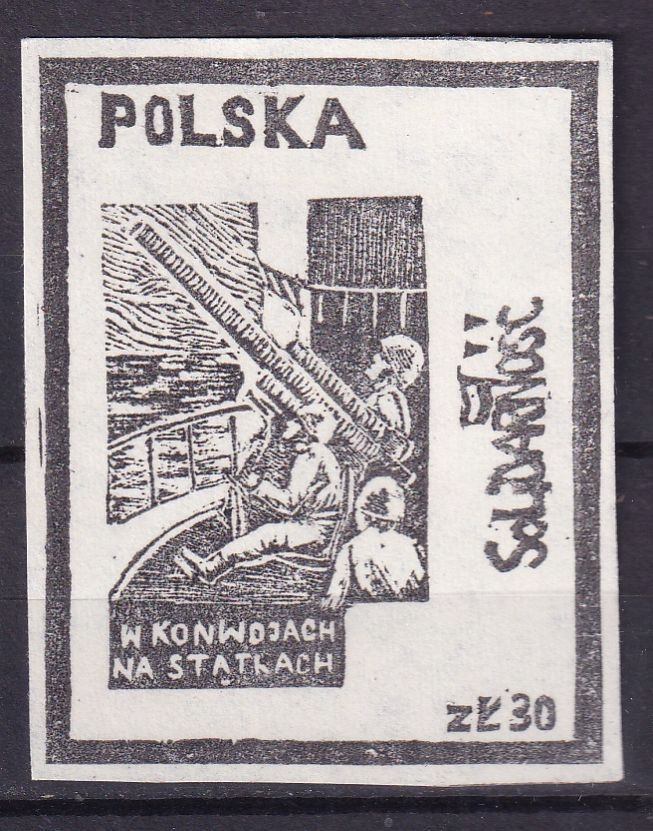 POLSKA
SOLIDARNOŚĆ
W KONWOJACH
NA STATKACH
ZŁ 30